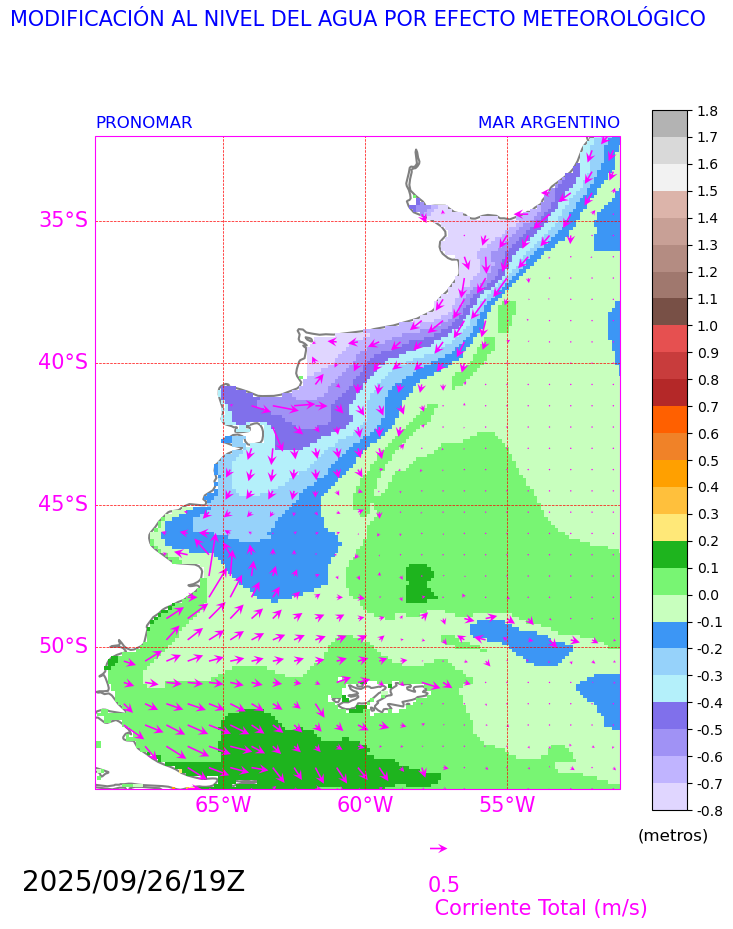 MODIFICACIÓN AL NIVEL DEL AGUA POR EFECTO METEOROLÓGICO
PRONOMAR
MAR ARGENTINO
35°S
40°S
45°S
50°S
65°W
60°W
55°W
1.8
1.7
1.6
1.5
1.4
1.3
1.2
1.1
1.0
0.9
0.8
0.7
0.6
0.5
0.4
0.3
0.2
0.1
0.0
-0.1
-0.2
-0.3
-0.4
-0.5
-0.6
-0.7
-0.8
(metros)
2025/09/26/19Z
0.5
Corriente Total (m/s)